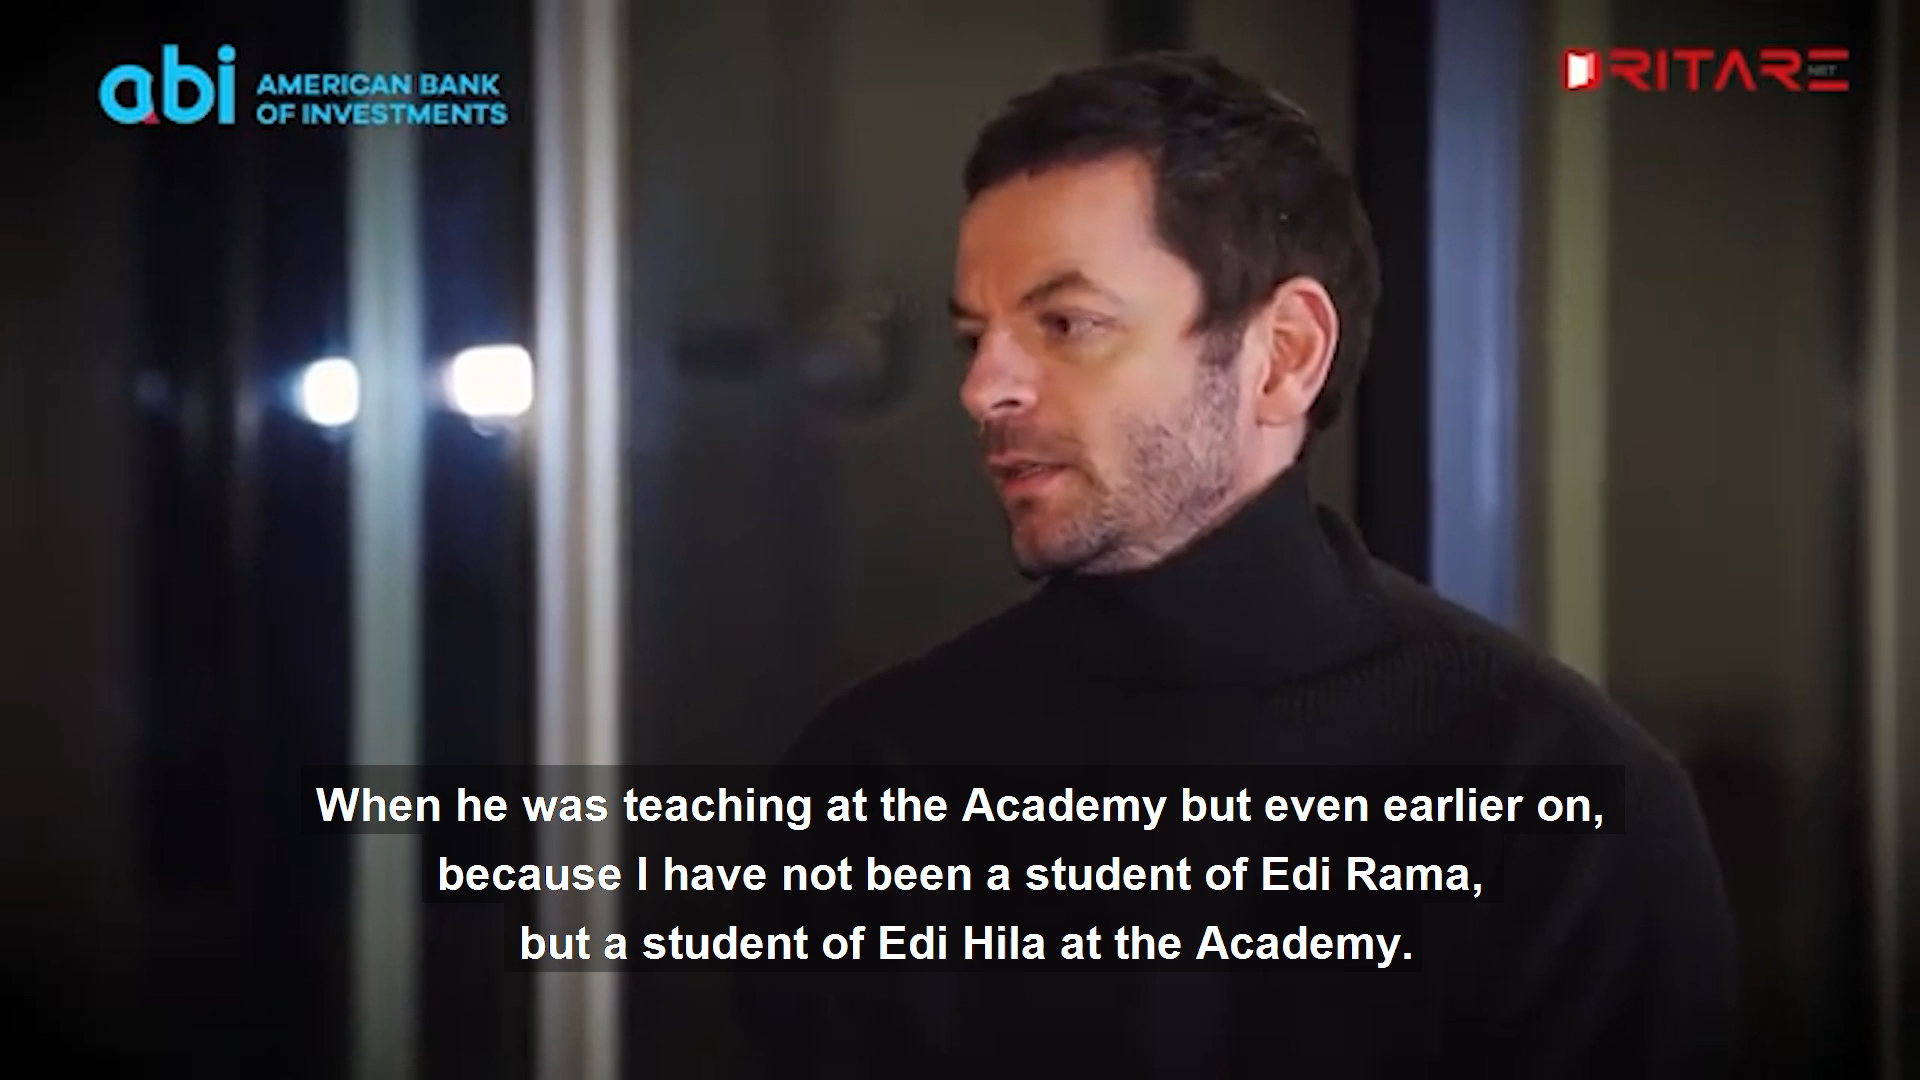 abi AMERICAN BANK
OF INVESTMENTS
DRITARE
NET
When he was teaching at the Academy but even earlier on,
because I have not been a student of Edi Rama,
but a student of Edi Hila at the Academy.